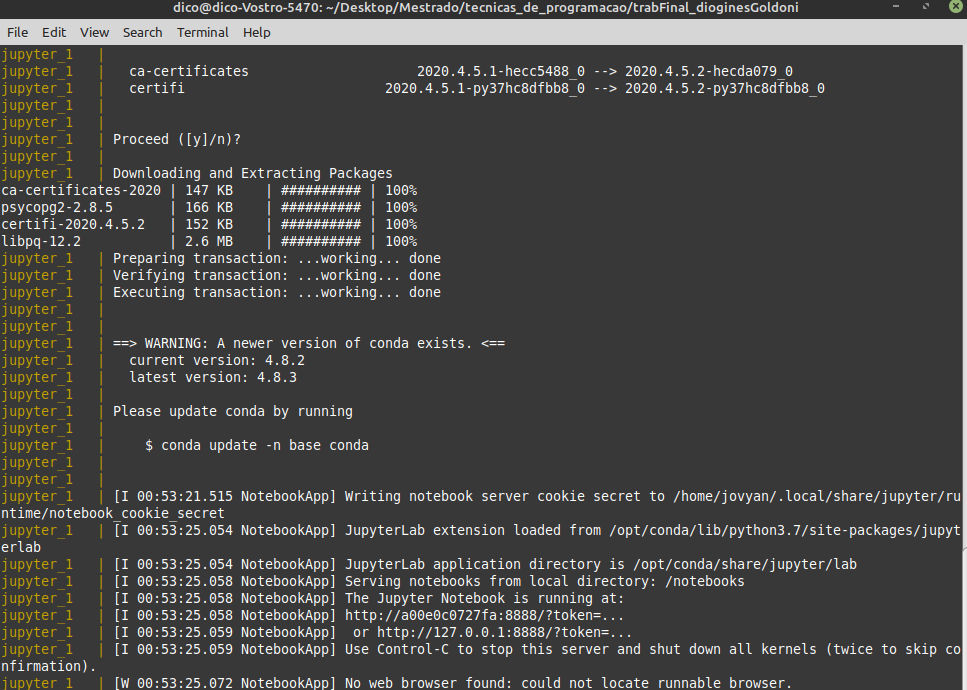 dico@dico-Vostro-5470: ~/Desktop/Mestrado/tecnicas_de_programacao/trabFinal_dioginesGoldoni
File Edit View Search Terminal Help
jupyter_1 |
jupyter_1 | ca-certificates 2020.4.5.1-hecc5488_0 --> 2020.4.5.2-hecda079_0
jupyter_1 | certifi 2020.4.5.1-py37hc8dfbb8_0 --> 2020.4.5.2-py37hc8dfbb8_0
jupyter_1 |
jupyter_1 |
jupyter_1 | Proceed ([y]/n)?
jupyter_1 |
jupyter_1 | Downloading and Extracting Packages
ca-certificates-2020 | 147 KB | ########## | 100%
psycopg2-2.8.5 | 166 KB | ########## | 100%
certifi-2020.4.5.2 | 152 KB | ########## | 100%
libpq-12.2 | 2.6 MB | ########## | 100%
jupyter_1 | Preparing transaction: ...working... done
jupyter_1 | Verifying transaction: ...working... done
jupyter_1 | Executing transaction: ...working... done
jupyter_1 |
jupyter_1 |
jupyter_1 | ==> WARNING: A newer version of conda exists. <==
jupyter_1 | current version: 4.8.2
jupyter_1 | latest version: 4.8.3
jupyter_1 |
jupyter_1 | Please update conda by running
jupyter_1 |
jupyter_1 | $ conda update -n base conda
jupyter_1 |
jupyter_1 |
jupyter_1 | [I 00:53:21.515 NotebookApp] Writing notebook server cookie secret to /home/jovyan/.local/share/jupyter/ru
ntime/notebook_cookie_secret
jupyter_1 | [I 00:53:25.054 NotebookApp] JupyterLab extension loaded from /opt/conda/lib/python3.7/site-packages/jupyt
erlab
jupyter_1 | [I 00:53:25.054 NotebookApp] JupyterLab application directory is /opt/conda/share/jupyter/lab
jupyter_1 | [I 00:53:25.058 NotebookApp] Serving notebooks from local directory: /notebooks
jupyter_1 | [I 00:53:25.058 NotebookApp] The Jupyter Notebook is running at:
jupyter_1 | [I 00:53:25.058 NotebookApp] http://a00e0c0727fa:8888/?token=...
jupyter_1 | [I 00:53:25.059 NotebookApp] or http://127.0.0.1:8888/?token=...
jupyter_1 | [I 00:53:25.059 NotebookApp] Use Control-C to stop this server and shut down all kernels (twice to skip co
nfirmation).
jupyter_1 | [W 00:53:25.072 NotebookApp] No web browser found: could not locate runnable browser.